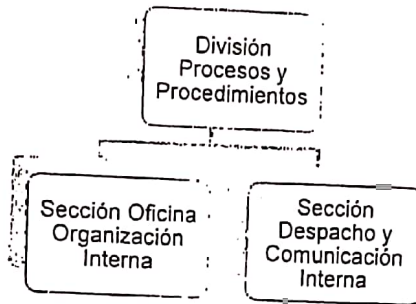 División
Procesos y
Procedimientos
Sección Oficina
Organización
Interna
Sección
Despacho y
Comunicación
Interna